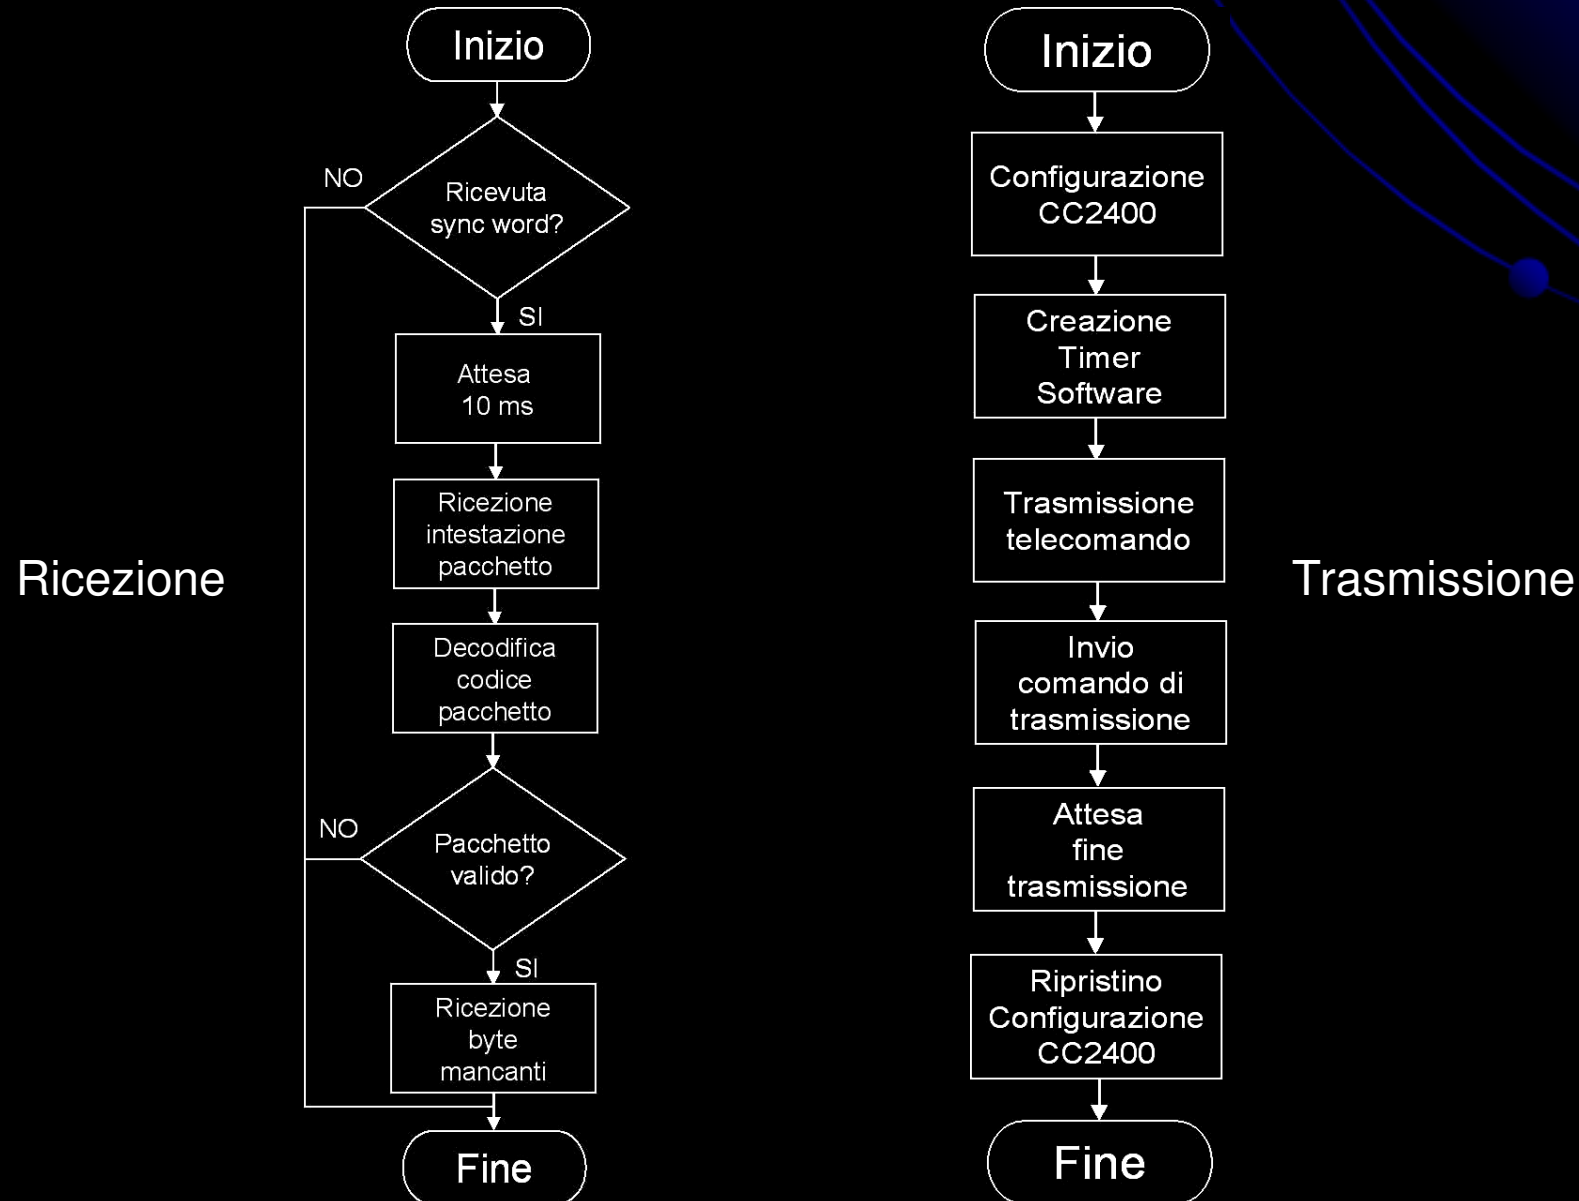 Ricezione
Inizio
Ricevuta
sync word?
NO
SI
Attesa
10 ms
Ricezione
intestazione
pacchetto
Decodifica
codice
pacchetto
Pacchetto
valido?
NO
SI
Ricezione
byte
mancanti
Fine
Trasmissione
Inizio
Configurazione
CC2400
Creazione
Timer
Software
Trasmissione
telecomando
Invio
comando di
trasmissione
Attesa
fine
trasmissione
Ripristino
Configurazione
CC2400
Fine